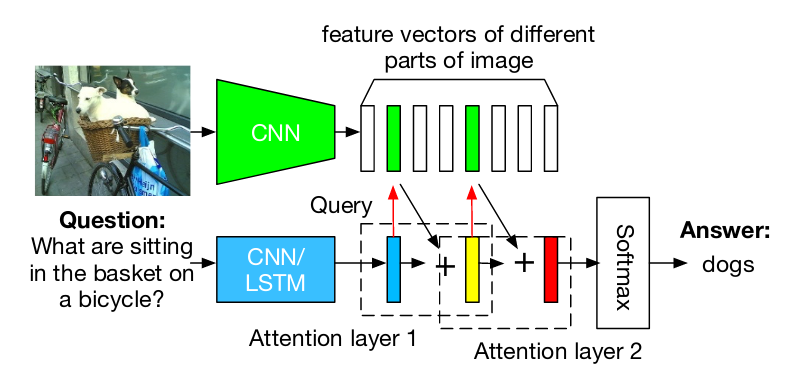 feature vectors of different
parts of image
CNN
Question:
What are sitting
in the basket on
a bicycle?
Query
CNN/
LSTM
+
+
Softmax
Answer:
dogs
Attention layer 1
Attention layer 2